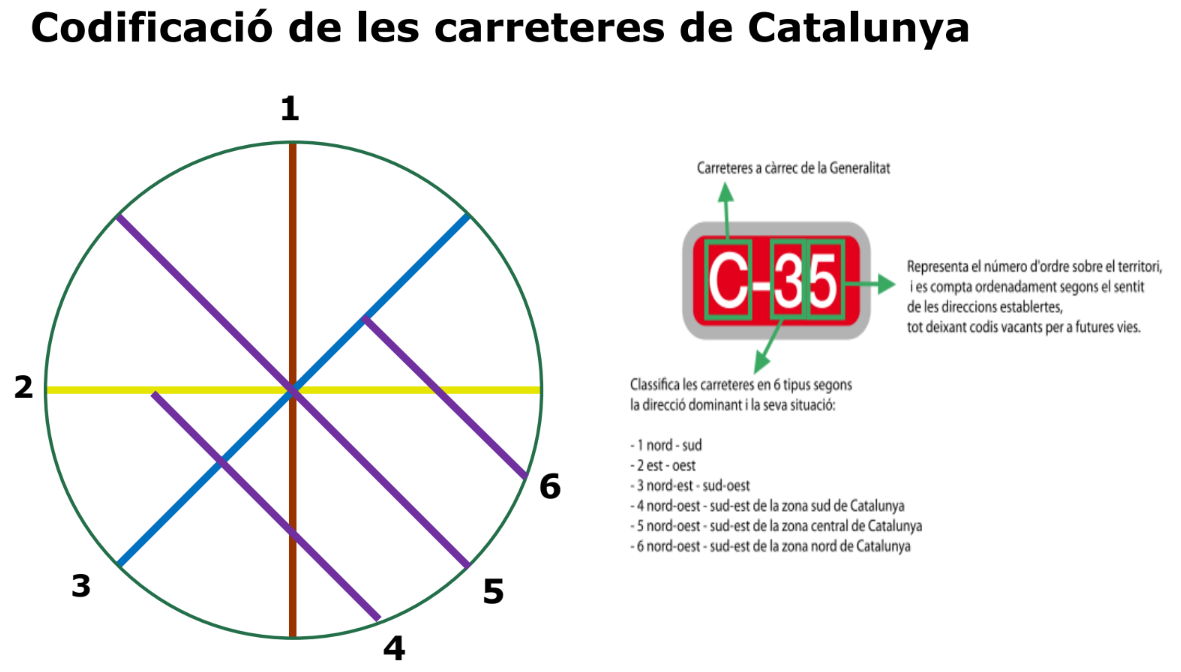 Codificació de les carreteres de Catalunya
1
2
3
4
5
6
Carreteres a càrrec de la Generalitat
C-35
Representa el número d'ordre sobre el territori,
i es compta ordenadament segons el sentit
de les direccions establertes,
tot deixant codis vacants per a futures vies.
Classifica les carreteres en 6 tipus segons
la direcció dominant i la seva situació:
- 1 nord - sud
- 2 est - oest
- 3 nord-est - sud-oest
- 4 nord-oest - sud-est de la zona sud de Catalunya
- 5 nord-oest - sud-est de la zona central de Catalunya
- 6 nord-oest - sud-est de la zona nord de Catalunya